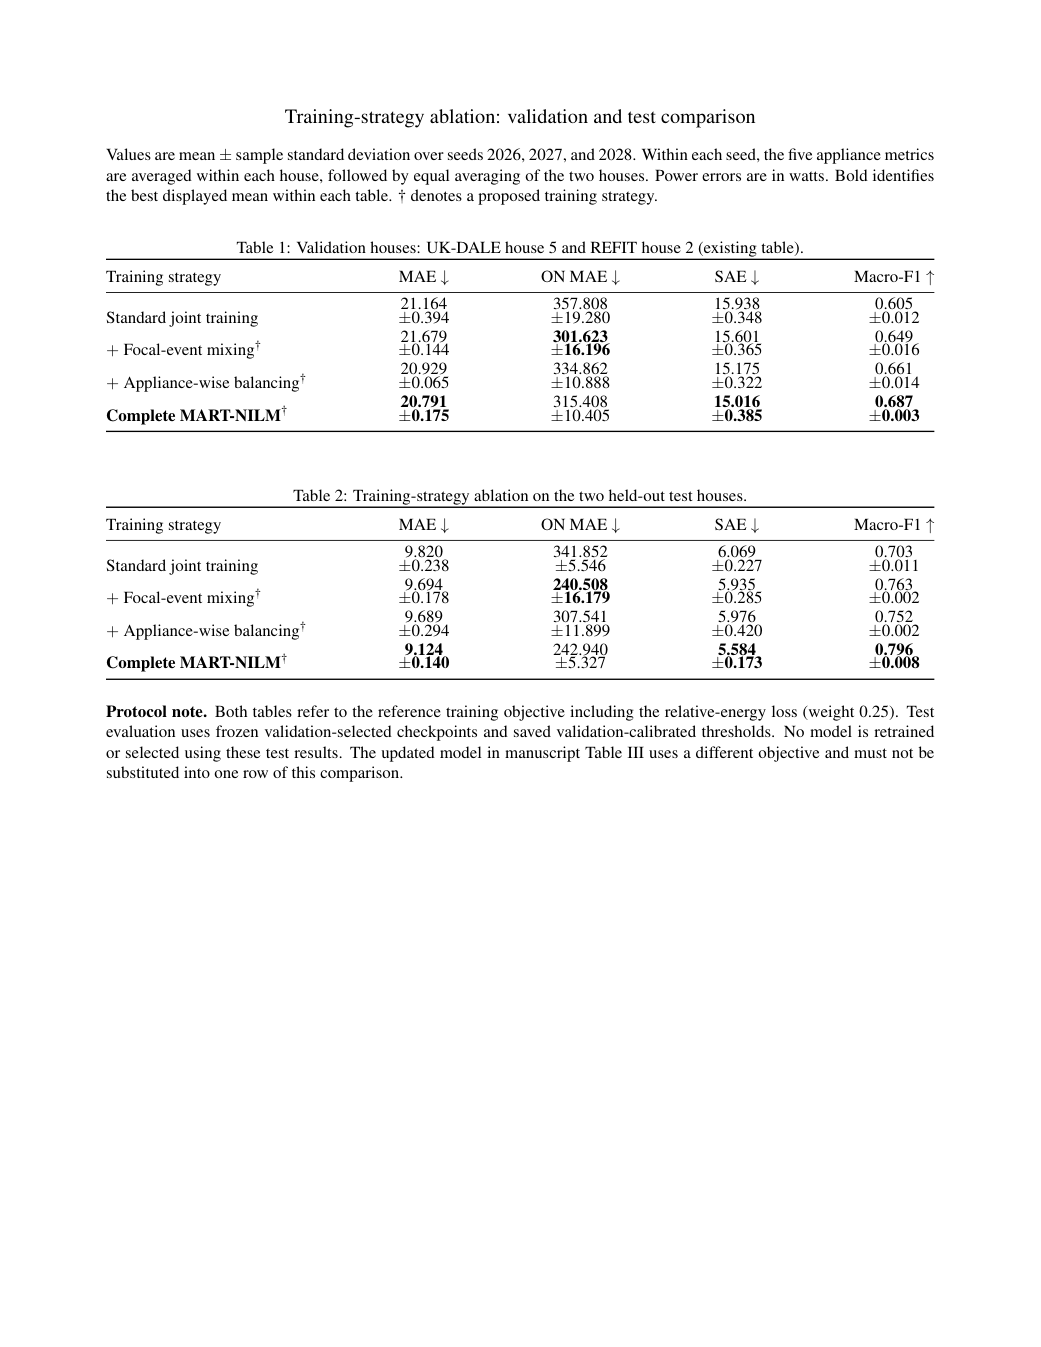 Training-strategy ablation: validation and test comparison
Values are mean ± sample standard deviation over seeds 2026, 2027, and 2028. Within each seed, the five appliance metrics
are averaged within each house, followed by equal averaging of the two houses. Power errors are in watts. Bold identifies
the best displayed mean within each table. † denotes a proposed training strategy.
Table 1: Validation houses: UK-DALE house 5 and REFIT house 2 (existing table).
Training strategy MAE ↓ ON MAE ↓ SAE ↓ Macro-F1 ↑
21.164 357.808 15.938 0.605
Standard joint training ±0.394 ±19.280 ±0.348 ±0.012
21.679 301.623 15.601 0.649
+ Focal-event mixing† ±0.144 ±16.196 ±0.365 ±0.016
20.929 334.862 15.175 0.661
+ Appliance-wise balancing† ±0.065 ±10.888 ±0.322 ±0.014
20.791 315.408 15.016 0.687
Complete MART-NILM† ±0.175 ±10.405 ±0.385 ±0.003
Table 2: Training-strategy ablation on the two held-out test houses.
Training strategy MAE ↓ ON MAE ↓ SAE ↓ Macro-F1 ↑
9.820 341.852 6.069 0.703
Standard joint training ±0.238 ±5.546 ±0.227 ±0.011
9.694 240.508 5.935 0.763
+ Focal-event mixing† ±0.178 ±16.179 ±0.285 ±0.002
9.689 307.541 5.976 0.752
+ Appliance-wise balancing† ±0.294 ±11.899 ±0.420 ±0.002
9.124 242.940 5.584 0.796
Complete MART-NILM† ±0.140 ±5.327 ±0.173 ±0.008
Protocol note. Both tables refer to the reference training objective including the relative-energy loss (weight 0.25). Test
evaluation uses frozen validation-selected checkpoints and saved validation-calibrated thresholds. No model is retrained
or selected using these test results. The updated model in manuscript Table III uses a different objective and must not be
substituted into one row of this comparison.